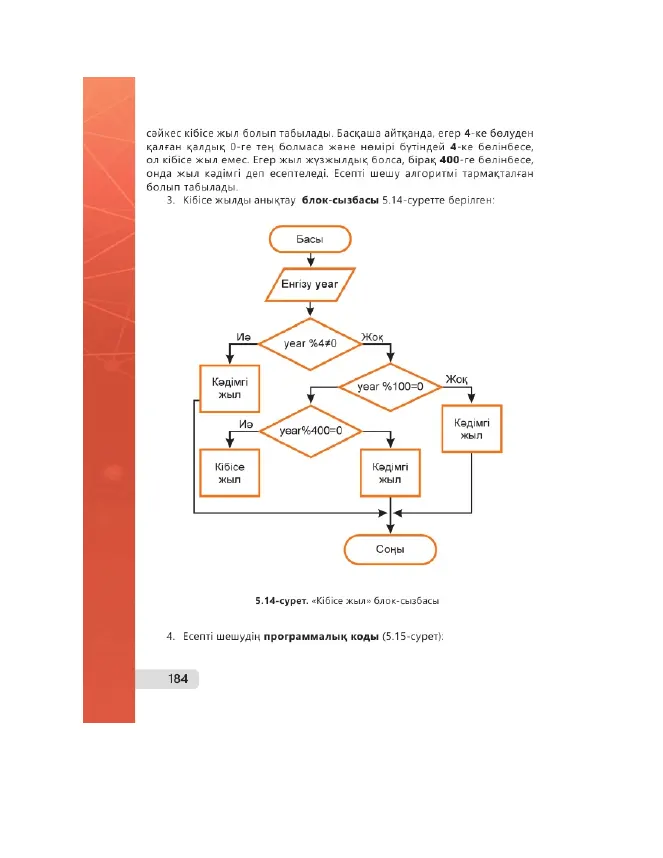 сәйкес кібісе жыл болып табылады. Басқаша айтқанда, егер 4-ке бөлуден
қалған қалдық 0-ге тең болмаса және нөмірі бүтіндей 4-ке бөлінбесе,
ол кібісе жыл емес. Егер жыл жүзжылдық болса, бірақ 400-ге бөлінбесе,
онда жыл кәдімгі деп есептеледі. Есепті шешу алгоритмі тармақталған
болып табылады.
3. Кібісе жылды анықтау блок-сызбасы 5.14-суретте берілген:
Басы
Енгізу year
Иә
year %4≠0
Жоқ
Кәдімгі
жыл
year %100=0
Жоқ
Иә
year%400=0
Кәдімгі
жыл
Кібісе
жыл
Кәдімгі
жыл
Соңы
5.14-сурет. «Кібісе жыл» блок-сызбасы
4. Есепті шешудің программалық коды (5.15-сурет):
184